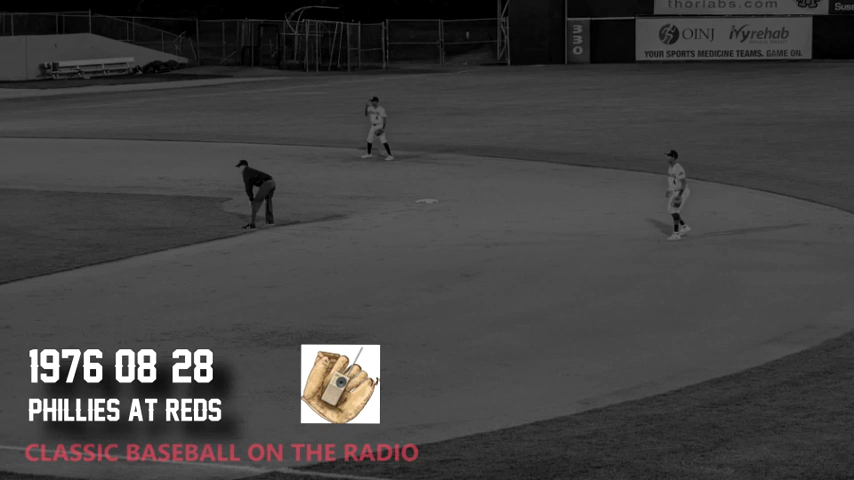 thorlabs.com
330
OINJ ivyrehab
YOUR SPORTS MEDICINE TEAMS. GAME ON.
1976 08 28
PHILLIES AT REDS
CLASSIC BASEBALL ON THE RADIO